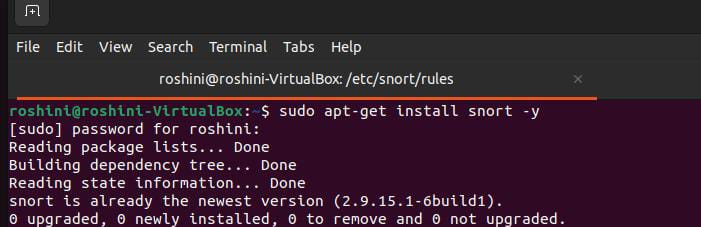 File Edit View Search Terminal Tabs Help
roshini@roshini-VirtualBox: /etc/snort/rules ×
roshini@roshini-VirtualBox:~$ sudo apt-get install snort -y
[sudo] password for roshini:
Reading package lists... Done
Building dependency tree... Done
Reading state information... Done
snort is already the newest version (2.9.15.1-6build1).
0 upgraded, 0 newly installed, 0 to remove and 0 not upgraded.